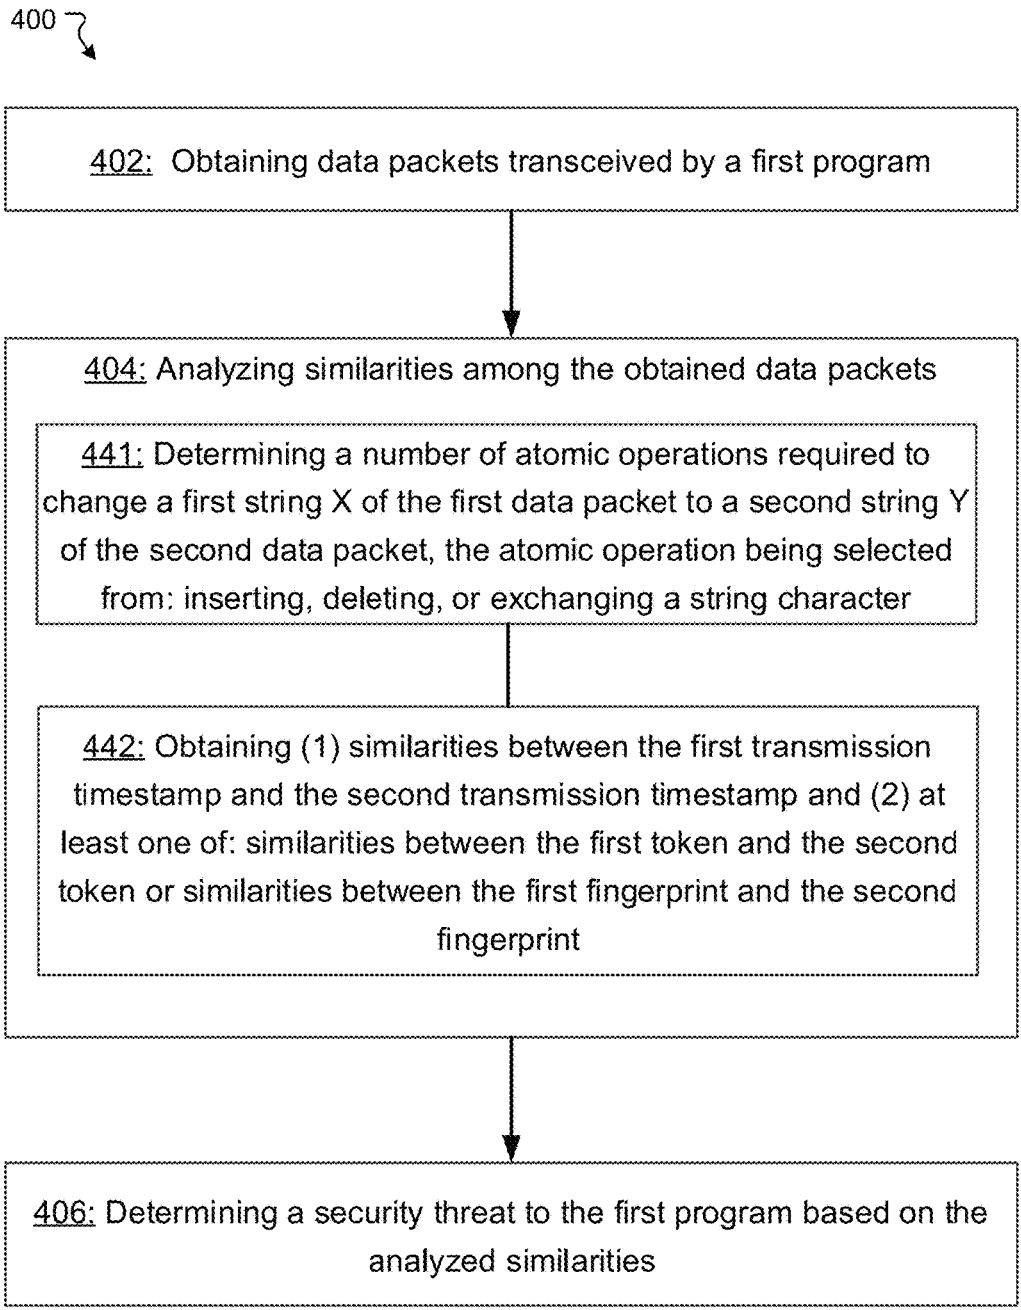 400
402: Obtaining data packets transceived by a first program
404: Analyzing similarities among the obtained data packets
441: Determining a number of atomic operations required to
change a first string X of the first data packet to a second string Y
of the second data packet, the atomic operation being selected
from: inserting, deleting, or exchanging a string character
442: Obtaining (1) similarities between the first transmission
timestamp and the second transmission timestamp and (2) at
least one of: similarities between the first token and the second
token or similarities between the first fingerprint and the second
fingerprint
406: Determining a security threat to the first program based on the
analyzed similarities